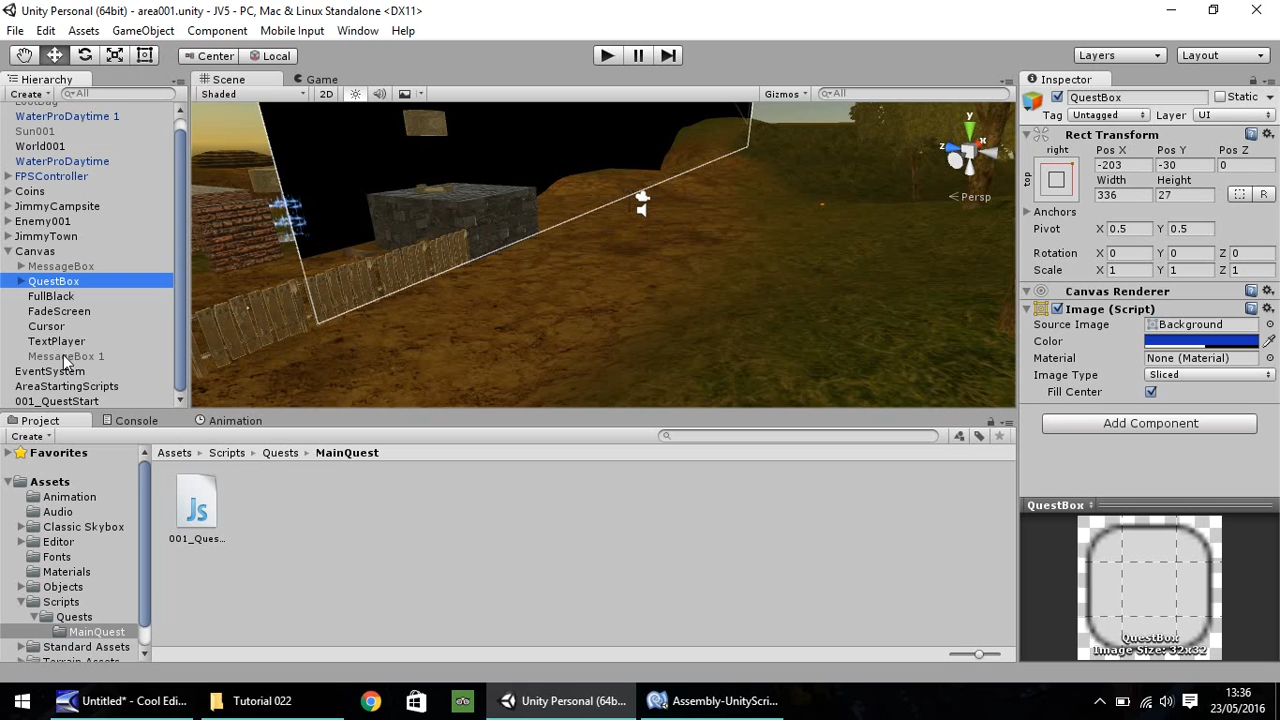 Unity Personal (64bit) - area001.unity - JV5 - PC, Mac & Linux Standalone <DX11>
File Edit Assets GameObject Component Mobile Input Window Help
Center Local Layers Layout
Hierarchy
Create All
LootBag
WaterProDaytime 1
Sun001
World001
WaterProDaytime
FPSController
Coins
JimmyCampsite
Enemy001
JimmyTown
Canvas
MessageBox
QuestBox
FullBlack
FadeScreen
Cursor
TextPlayer
MessageBox 1
EventSystem
AreaStartingScripts
001_QuestStart
Scene Game
Shaded 2D Gizmos All
y
x
z
Persp
Inspector
QuestBox Static
Tag Untagged Layer UI
Rect Transform
right Pos X Pos Y Pos Z
top -203 -30 0
Width Height
336 27 R
Anchors
Pivot X 0.5 Y 0.5
Rotation X 0 Y 0 Z 0
Scale X 1 Y 1 Z 1
Canvas Renderer
Image (Script)
Source Image Background
Color
Material None (Material)
Image Type Sliced
Fill Center
Add Component
QuestBox
QuestBox
Image Size: 32x32
Project Console Animation
Create
Favorites
Assets
Animation
Audio
Classic Skybox
Editor
Fonts
Materials
Objects
Scripts
Quests
MainQuest
Standard Assets
Assets Scripts Quests MainQuest
Js
001_Ques...
Untitled* - Cool Edi... Tutorial 022 Unity Personal (64b... Assembly-UnityScri...
13:36
23/05/2016